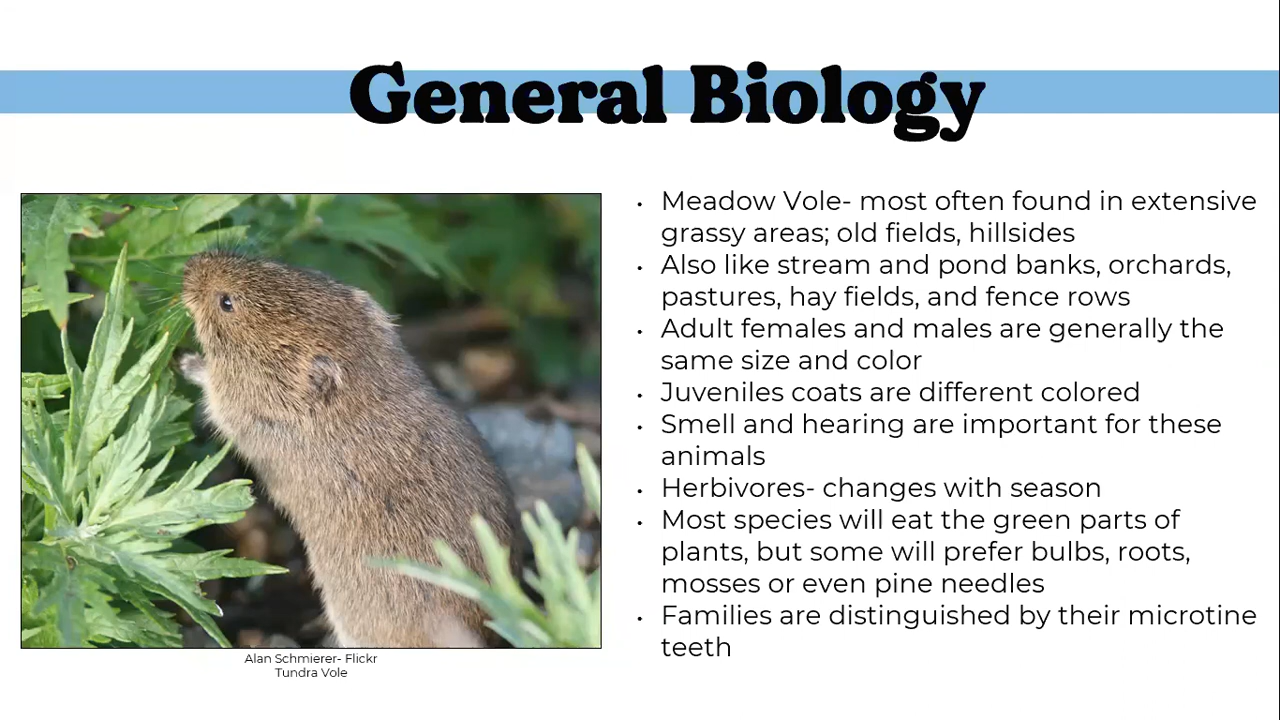 General Biology
Meadow Vole- most often found in extensive
grassy areas; old fields, hillsides
Also like stream and pond banks, orchards,
pastures, hay fields, and fence rows
Adult females and males are generally the
same size and color
Juveniles coats are different colored
Smell and hearing are important for these
animals
Herbivores- changes with season
Most species will eat the green parts of
plants, but some will prefer bulbs, roots,
mosses or even pine needles
Families are distinguished by their microtine
teeth
Alan Schmierer- Flickr
Tundra Vole